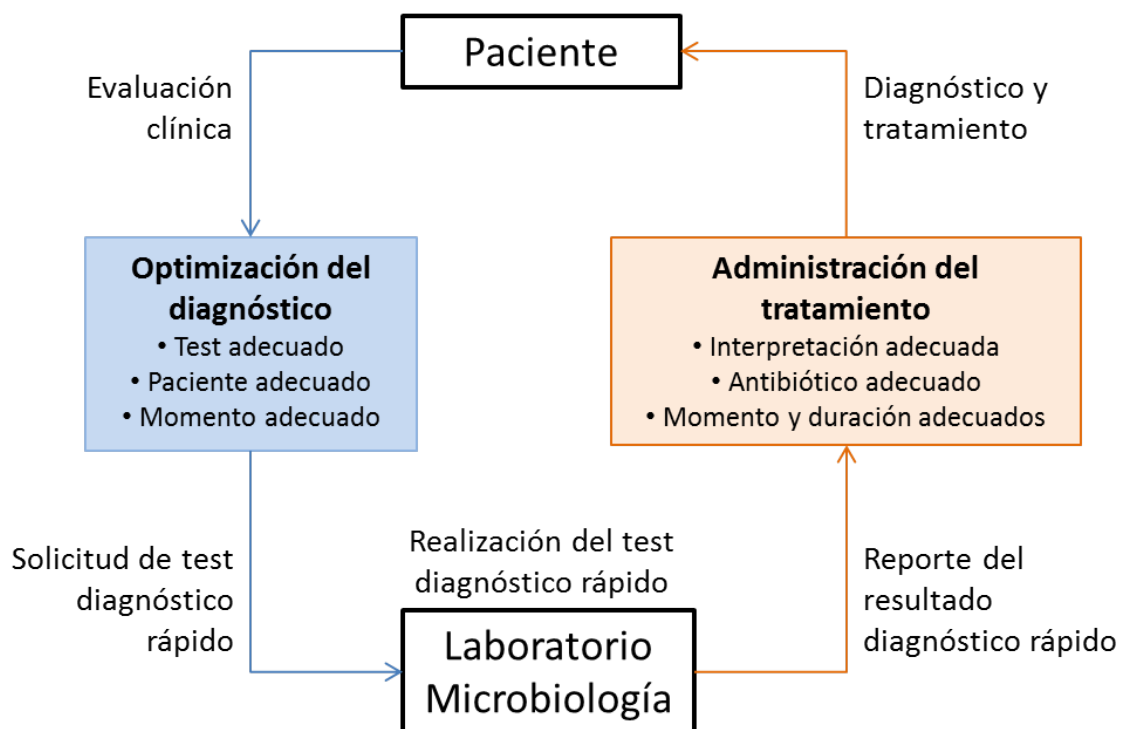 Paciente
Evaluación
clínica
Diagnóstico y
tratamiento
Optimización del
diagnóstico
• Test adecuado
• Paciente adecuado
• Momento adecuado
Administración del
tratamiento
• Interpretación adecuada
• Antibiótico adecuado
• Momento y duración adecuados
Solicitud de test
diagnóstico
rápido
Realización del test
diagnóstico rápido
Laboratorio
Microbiología
Reporte del
resultado
diagnóstico rápido